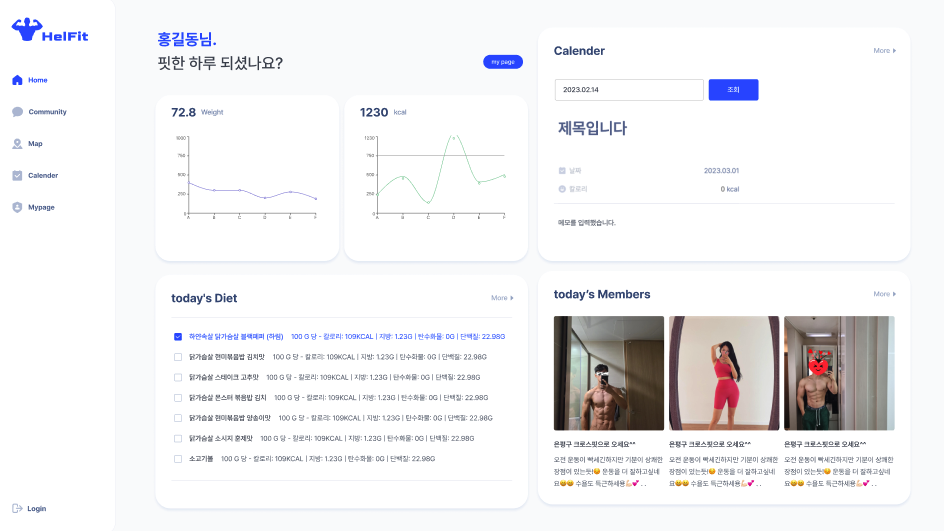 HelFit
Home
Community
Map
Calender
Mypage
Login
홍길동님.
핏한 하루 되셨나요?
my page
72.8 Weight
1000
750
500
250
0
A B C D E F
1230 kcal
1230
750
500
250
0
A B C D E F
Calender
More
2023.02.14
조회
제목입니다
날짜 2023.03.01
칼로리 0 kcal
메모를 입력했습니다.
today's Diet
More
하연속살 닭가슴살 블랙페퍼 (하림) 100 G 당 - 칼로리: 109KCAL | 지방: 1.23G | 탄수화물: 0G | 단백질: 22.98G
닭가슴살 현미볶음밥 김치맛 100 G 당 - 칼로리: 109KCAL | 지방: 1.23G | 탄수화물: 0G | 단백질: 22.98G
닭가슴살 스테이크 고추맛 100 G 당 - 칼로리: 109KCAL | 지방: 1.23G | 탄수화물: 0G | 단백질: 22.98G
닭가슴살 몬스터 볶음밥 김치 100 G 당 - 칼로리: 109KCAL | 지방: 1.23G | 탄수화물: 0G | 단백질: 22.98G
닭가슴살 현미볶음밥 양송이맛 100 G 당 - 칼로리: 109KCAL | 지방: 1.23G | 탄수화물: 0G | 단백질: 22.98G
닭가슴살 소시지 훈제맛 100 G 당 - 칼로리: 109KCAL | 지방: 1.23G | 탄수화물: 0G | 단백질: 22.98G
소고기볼 100 G 당 - 칼로리: 109KCAL | 지방: 1.23G | 탄수화물: 0G | 단백질: 22.98G
today's Members
More
은평구 크로스핏으로 오세요^^
오전 운동이 빡세긴하지만 기분이 상쾌한
장점이 있는듯!😏 운동을 더 잘하고싶네
요😄😄 수욜도 득근하세용💪🏻💕 . .
은평구 크로스핏으로 오세요^^
오전 운동이 빡세긴하지만 기분이 상쾌한
장점이 있는듯!😏 운동을 더 잘하고싶네
요😄😄 수욜도 득근하세용💪🏻💕 . .
은평구 크로스핏으로 오세요^^
오전 운동이 빡세긴하지만 기분이 상쾌한
장점이 있는듯!😏 운동을 더 잘하고싶네
요😄😄 수욜도 득근하세용💪🏻💕 . .